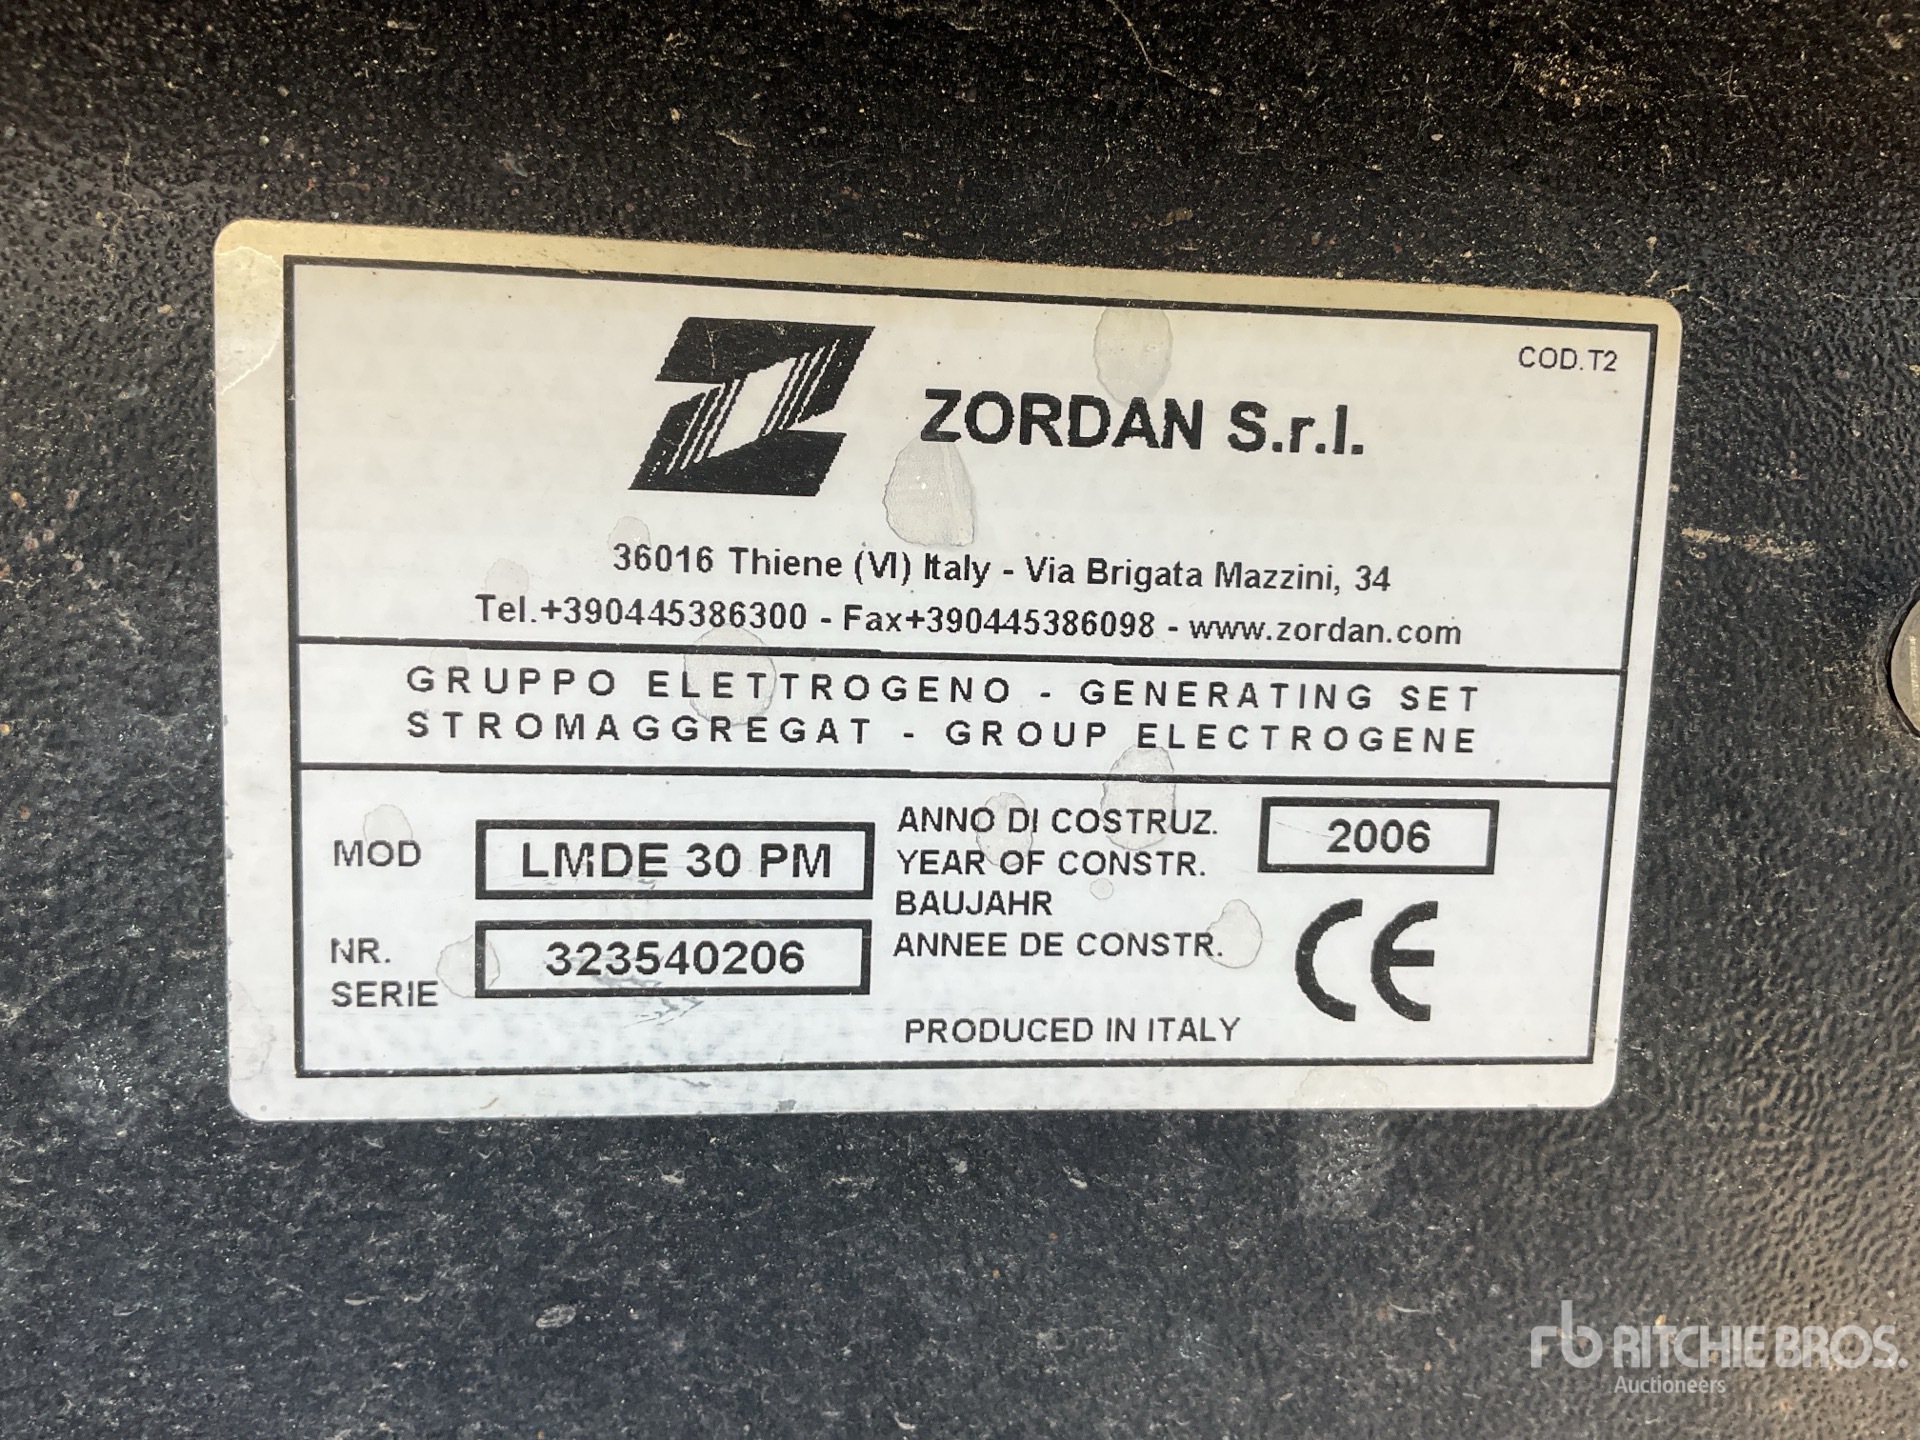 COD.T2
ZORDAN S.r.l.
36016 Thiene (VI) Italy - Via Brigata Mazzini, 34
Tel.+390445386300 - Fax+390445386098 - www.zordan.com
GRUPPO ELETTROGENO - GENERATING SET
STROMAGGREGAT - GROUP ELECTROGENE
MOD LMDE 30 PM
NR. SERIE 323540206
ANNO DI COSTRUZ. 2006
YEAR OF CONSTR.
BAUJAHR
ANNEE DE CONSTR.
CE
PRODUCED IN ITALY
rb RITCHIE BROS.
Auctioneers